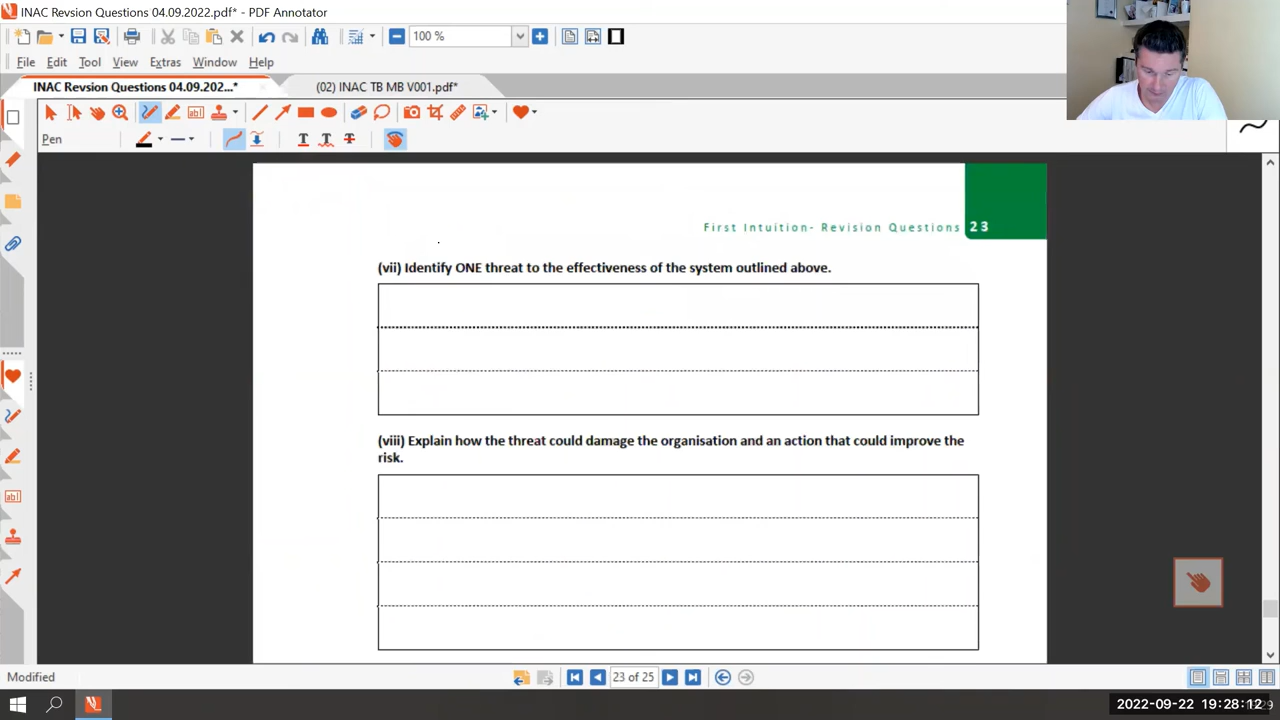 INAC Revision Questions 04.09.2022.pdf* - PDF Annotator
100 %
File Edit Tool View Extras Window Help
INAC Revsion Questions 04.09.202...*
(02) INAC TB MB V001.pdf*
Pen
First Intuition- Revision Questions 23
(vii) Identify ONE threat to the effectiveness of the system outlined above.
(viii) Explain how the threat could damage the organisation and an action that could improve the
risk.
Modified
23 of 25
2022-09-22 19:28:12